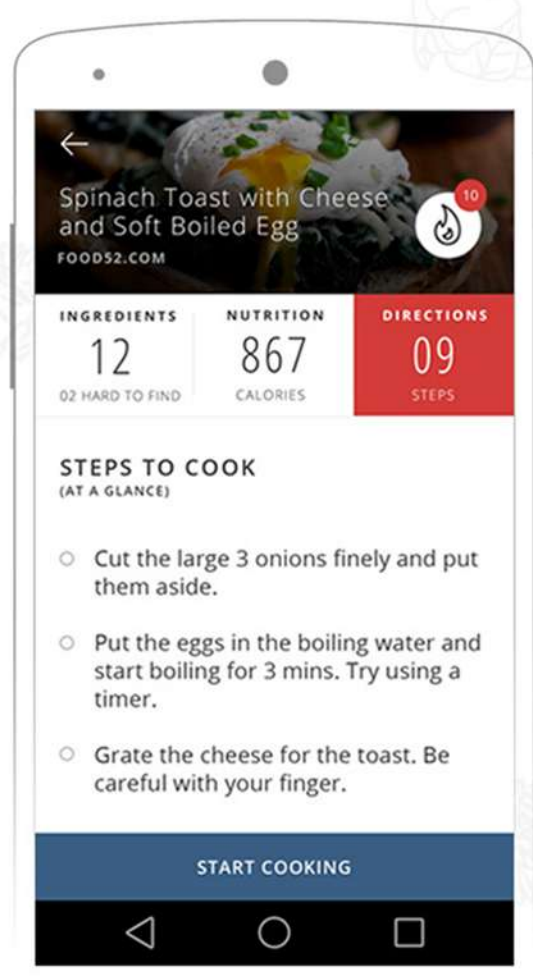 Spinach Toast with Cheese
and Soft Boiled Egg
FOOD52.COM
10
INGREDIENTS
12
02 HARD TO FIND
NUTRITION
867
CALORIES
DIRECTIONS
09
STEPS
STEPS TO COOK
(AT A GLANCE)
Cut the large 3 onions finely and put
them aside.
Put the eggs in the boiling water and
start boiling for 3 mins. Try using a
timer.
Grate the cheese for the toast. Be
careful with your finger.
START COOKING